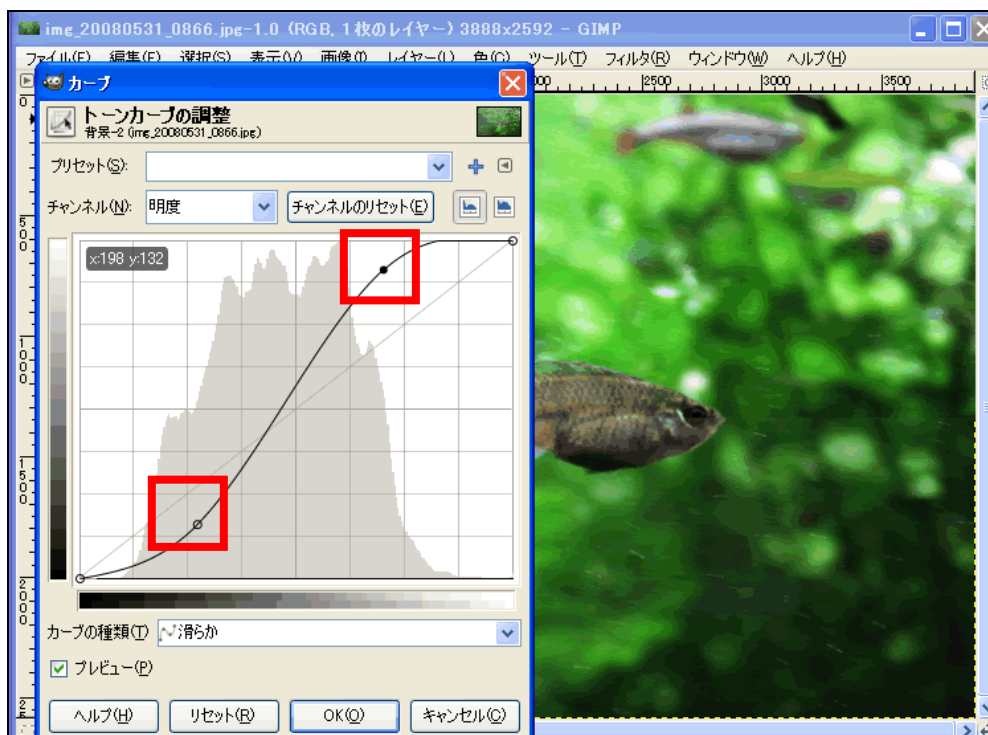 img_20080531_0866.jpg-1.0 (RGB, 1枚のレイヤー) 3888x2592 – GIMP
ファイル(F) 編集(E) 選択(S) 表示(V) 画像(I) レイヤー(L) 色(C) ツール(T) フィルタ(R) ウィンドウ(W) ヘルプ(H)
カーブ
2500 3000 3500
トーンカーブの調整
背景-2 (img_20080531_0866.jpg)
プリセット(S):
チャンネル(N): 明度 チャンネルのリセット(E)
x:198 y:132
0
500
1000
1500
2000
カーブの種類(T) 滑らか
プレビュー(P)
ヘルプ(H) リセット(R) OK(O) キャンセル(C)